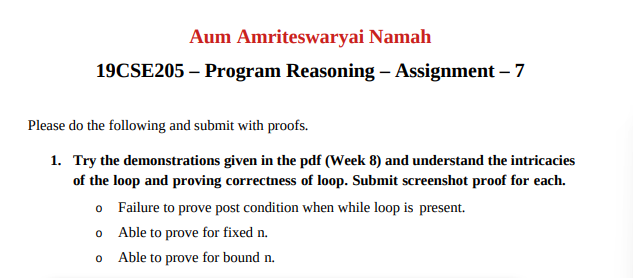 Aum Amriteswaryai Namah
19CSE205 – Program Reasoning – Assignment – 7
Please do the following and submit with proofs.
1. Try the demonstrations given in the pdf (Week 8) and understand the intricacies
of the loop and proving correctness of loop. Submit screenshot proof for each.
o Failure to prove post condition when while loop is present.
o Able to prove for fixed n.
o Able to prove for bound n.